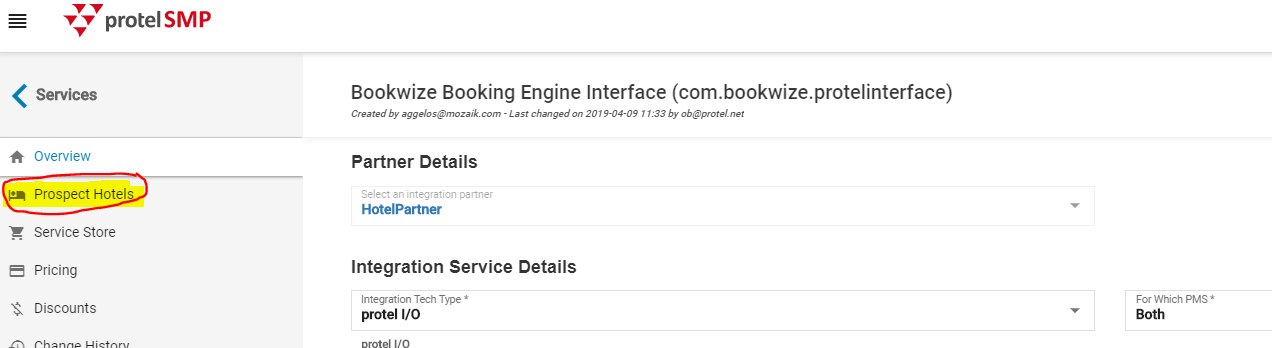 protel SMP
Services
Bookwize Booking Engine Interface (com.bookwize.protelinterface)
Created by aggelos@mozaik.com - Last changed on 2019-04-09 11:33 by ob@protel.net
Overview
Prospect Hotels
Service Store
Pricing
Discounts
Change History
Partner Details
Select an integration partner
HotelPartner
Integration Service Details
Integration Tech Type *
protel I/O
For Which PMS *
Both
protel I/O